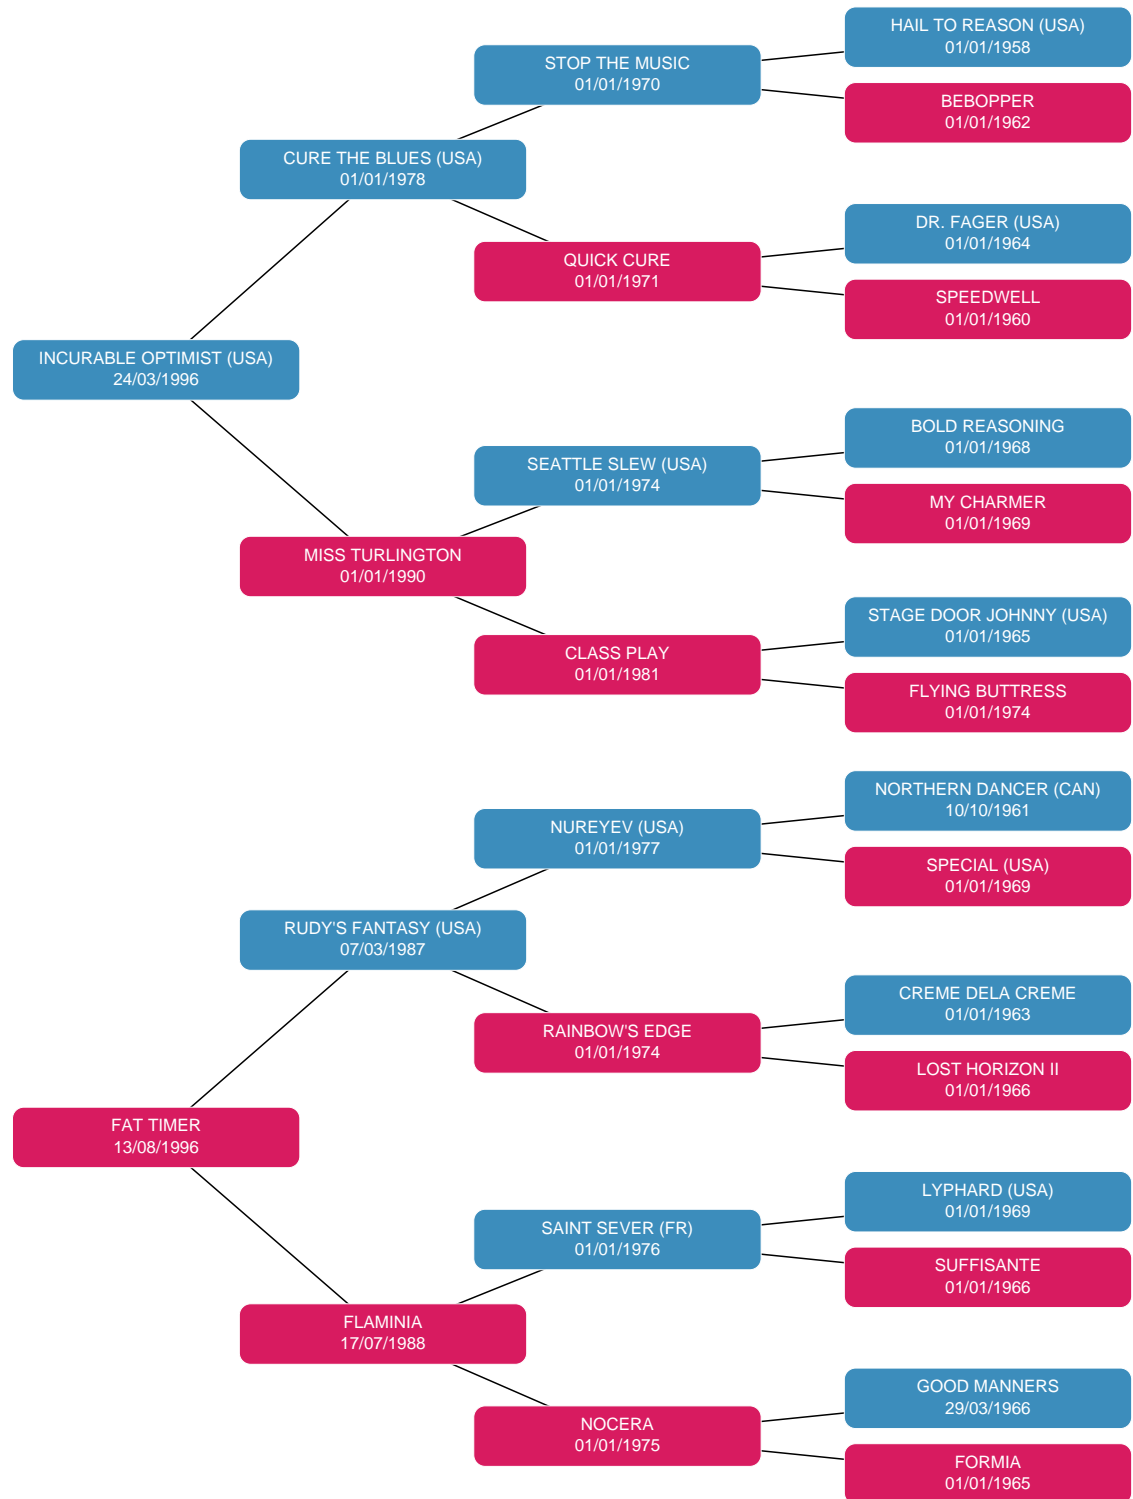 HAIL TO REASON (USA)
01/01/1958
STOP THE MUSIC
01/01/1970
BEBOPPER
01/01/1962
CURE THE BLUES (USA)
01/01/1978
DR. FAGER (USA)
01/01/1964
QUICK CURE
01/01/1971
SPEEDWELL
01/01/1960
INCURABLE OPTIMIST (USA)
24/03/1996
BOLD REASONING
01/01/1968
SEATTLE SLEW (USA)
01/01/1974
MY CHARMER
01/01/1969
MISS TURLINGTON
01/01/1990
STAGE DOOR JOHNNY (USA)
01/01/1965
CLASS PLAY
01/01/1981
FLYING BUTTRESS
01/01/1974
NORTHERN DANCER (CAN)
10/10/1961
NUREYEV (USA)
01/01/1977
SPECIAL (USA)
01/01/1969
RUDY'S FANTASY (USA)
07/03/1987
CREME DELA CREME
01/01/1963
RAINBOW'S EDGE
01/01/1974
LOST HORIZON II
01/01/1966
FAT TIMER
13/08/1996
LYPHARD (USA)
01/01/1969
SAINT SEVER (FR)
01/01/1976
SUFFISANTE
01/01/1966
FLAMINIA
17/07/1988
GOOD MANNERS
29/03/1966
NOCERA
01/01/1975
FORMIA
01/01/1965